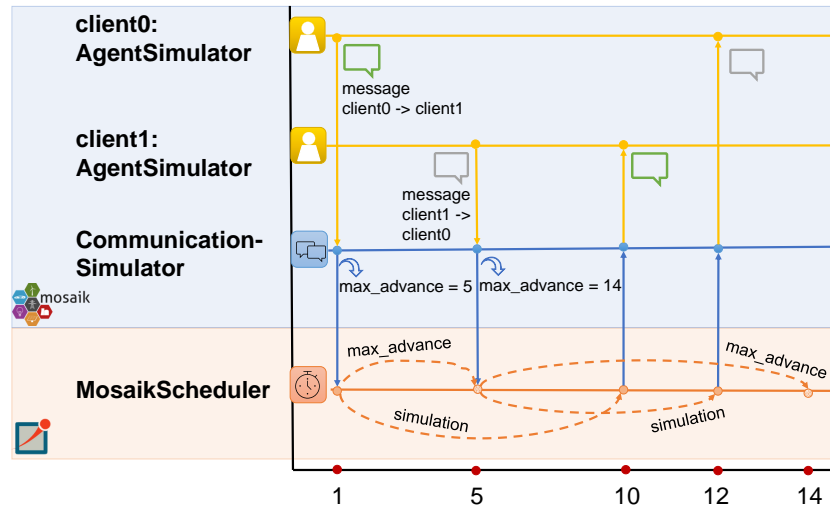 client0:
AgentSimulator
message
client0 -> client1
client1:
AgentSimulator
message
client1 ->
client0
Communication-
Simulator
max_advance = 5
max_advance = 14
mosaik
max_advance
max_advance
MosaikScheduler
simulation
simulation
1
5
10
12
14